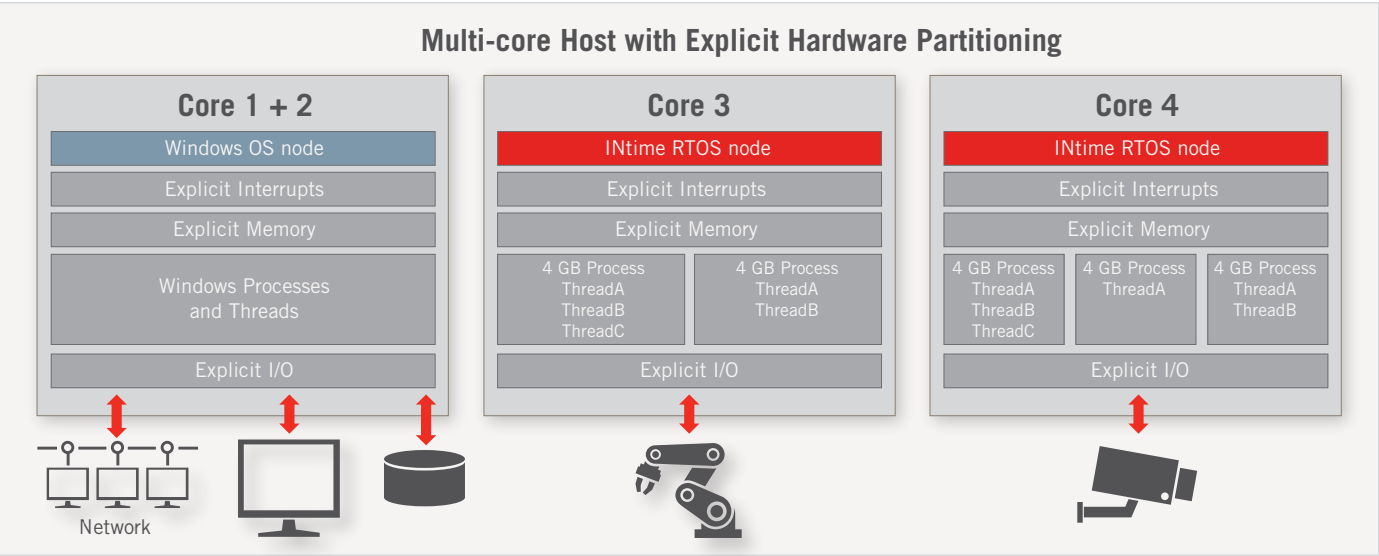 Multi-core Host with Explicit Hardware Partitioning
Core 1 + 2
Windows OS node
Explicit Interrupts
Explicit Memory
Windows Processes
and Threads
Explicit I/O
Network
Core 3
INtime RTOS node
Explicit Interrupts
Explicit Memory
4 GB Process
ThreadA
ThreadB
ThreadC
4 GB Process
ThreadA
ThreadB
Explicit I/O
Core 4
INtime RTOS node
Explicit Interrupts
Explicit Memory
4 GB Process
ThreadA
ThreadB
ThreadC
4 GB Process
ThreadA
4 GB Process
ThreadA
ThreadB
Explicit I/O